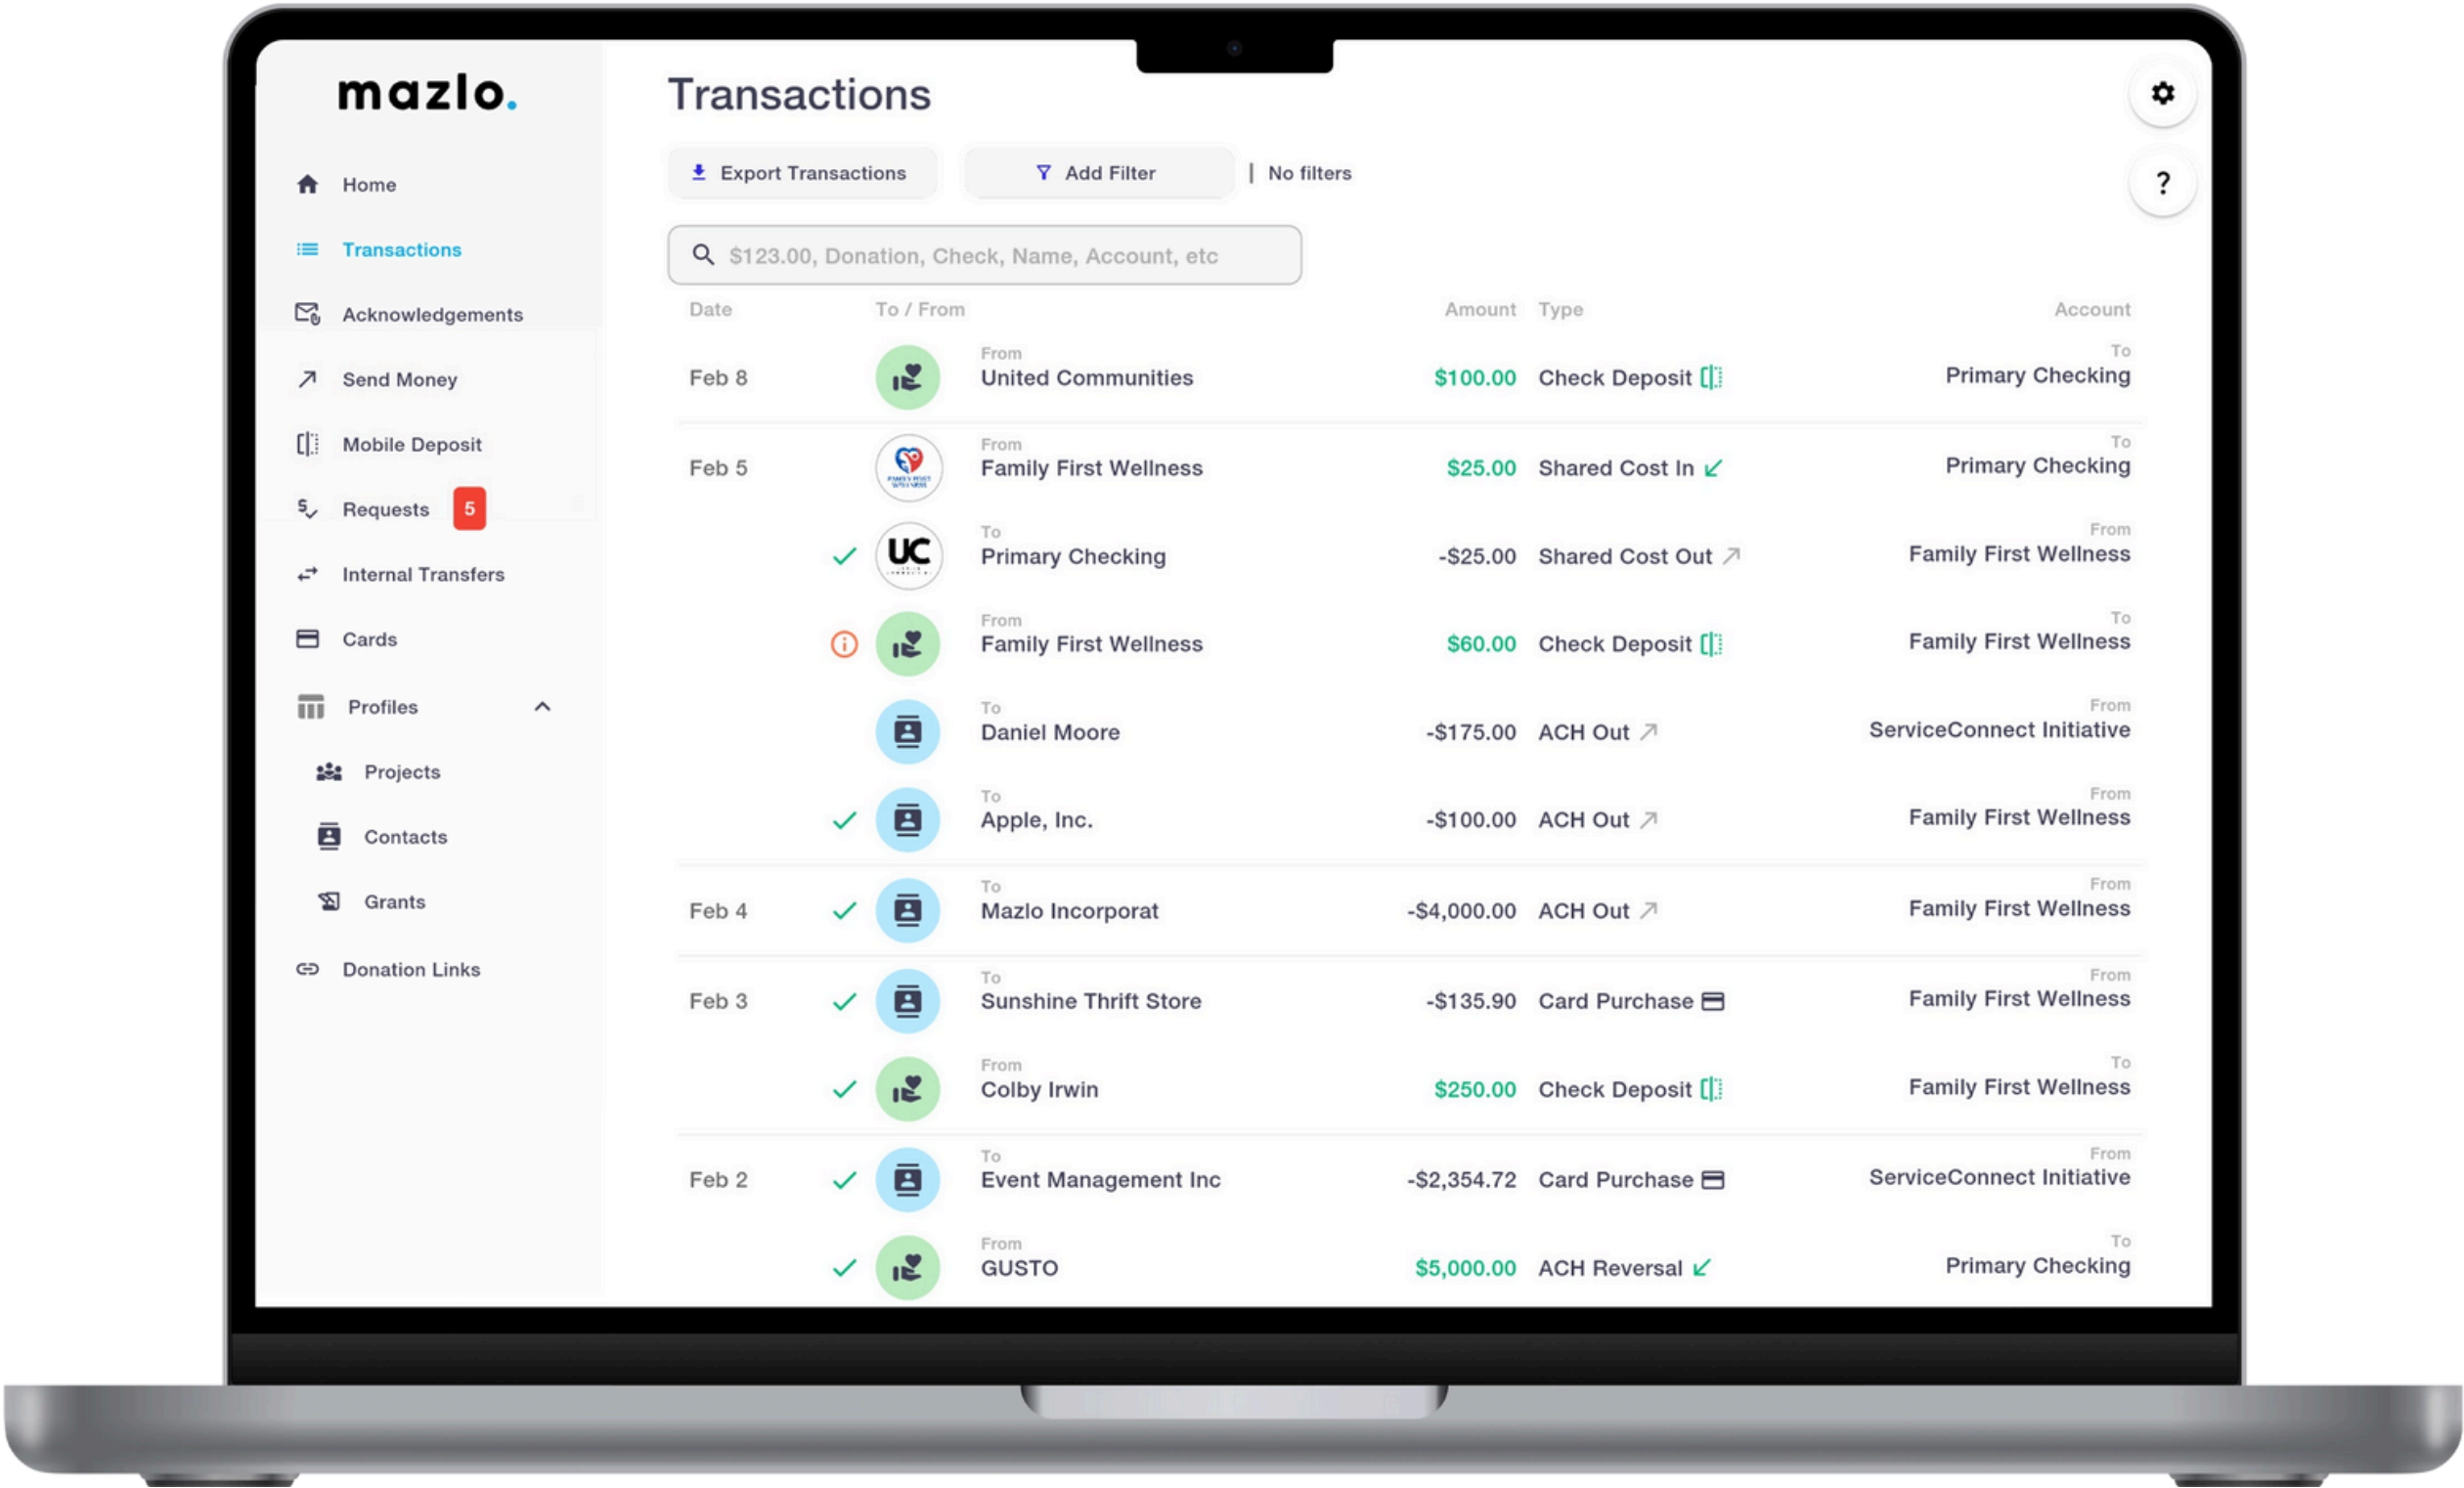 mazlo.
Home
Transactions
Acknowledgements
Send Money
Mobile Deposit
Requests 5
Internal Transfers
Cards
Profiles
Projects
Contacts
Grants
Donation Links
Transactions
Export Transactions Add Filter | No filters
?
$123.00, Donation, Check, Name, Account, etc
Date To / From Amount Type Account
From To
Feb 8 United Communities $100.00 Check Deposit Primary Checking
From To
Feb 5 Family First Wellness $25.00 Shared Cost In Primary Checking
To From
UC Primary Checking -$25.00 Shared Cost Out Family First Wellness
From To
Family First Wellness $60.00 Check Deposit Family First Wellness
To From
Daniel Moore -$175.00 ACH Out ServiceConnect Initiative
To From
Apple, Inc. -$100.00 ACH Out Family First Wellness
To From
Feb 4 Mazlo Incorporat -$4,000.00 ACH Out Family First Wellness
To From
Feb 3 Sunshine Thrift Store -$135.90 Card Purchase Family First Wellness
From To
Colby Irwin $250.00 Check Deposit Family First Wellness
To From
Feb 2 Event Management Inc -$2,354.72 Card Purchase ServiceConnect Initiative
From To
GUSTO $5,000.00 ACH Reversal Primary Checking